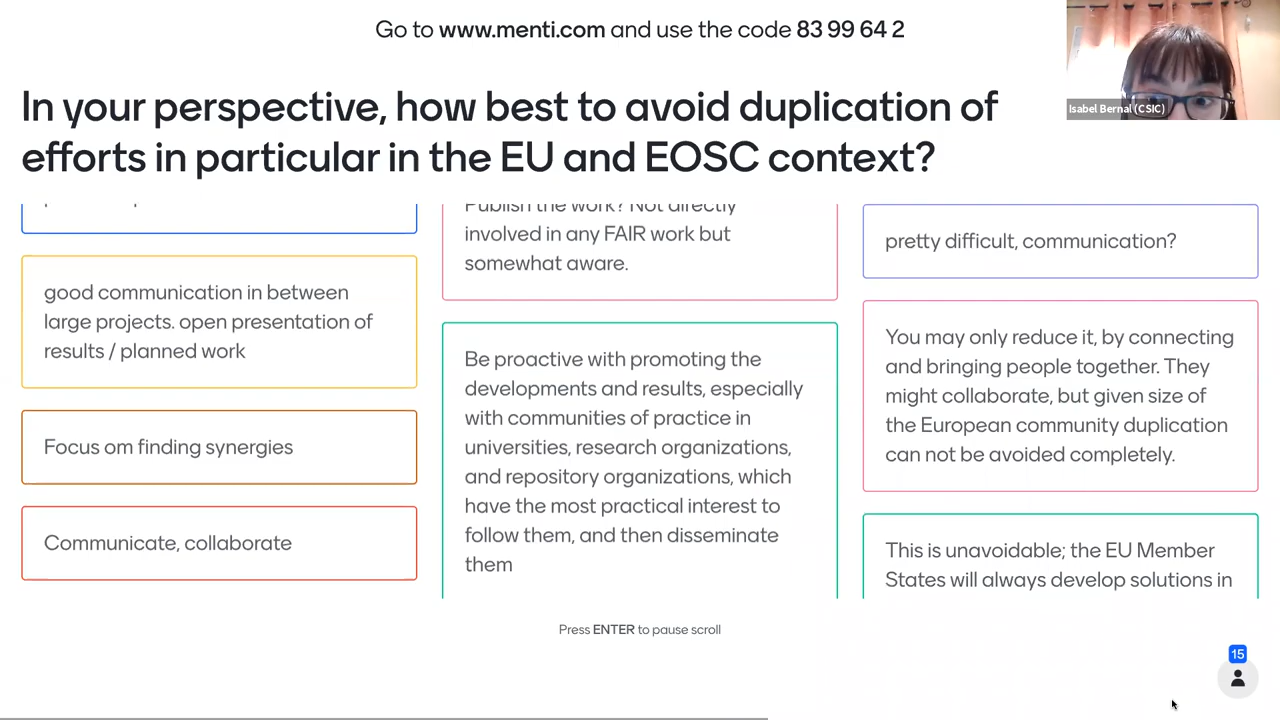 Go to www.menti.com and use the code 83 99 64 2
Isabel Bernal (CSIC)
In your perspective, how best to avoid duplication of
efforts in particular in the EU and EOSC context?
good communication in between
large projects. open presentation of
results / planned work
Focus om finding synergies
Communicate, collaborate
Publish the work? Not directly
involved in any FAIR work but
somewhat aware.
Be proactive with promoting the
developments and results, especially
with communities of practice in
universities, research organizations,
and repository organizations, which
have the most practical interest to
follow them, and then disseminate
them
pretty difficult, communication?
You may only reduce it, by connecting
and bringing people together. They
might collaborate, but given size of
the European community duplication
can not be avoided completely.
This is unavoidable; the EU Member
States will always develop solutions in
Press ENTER to pause scroll
15